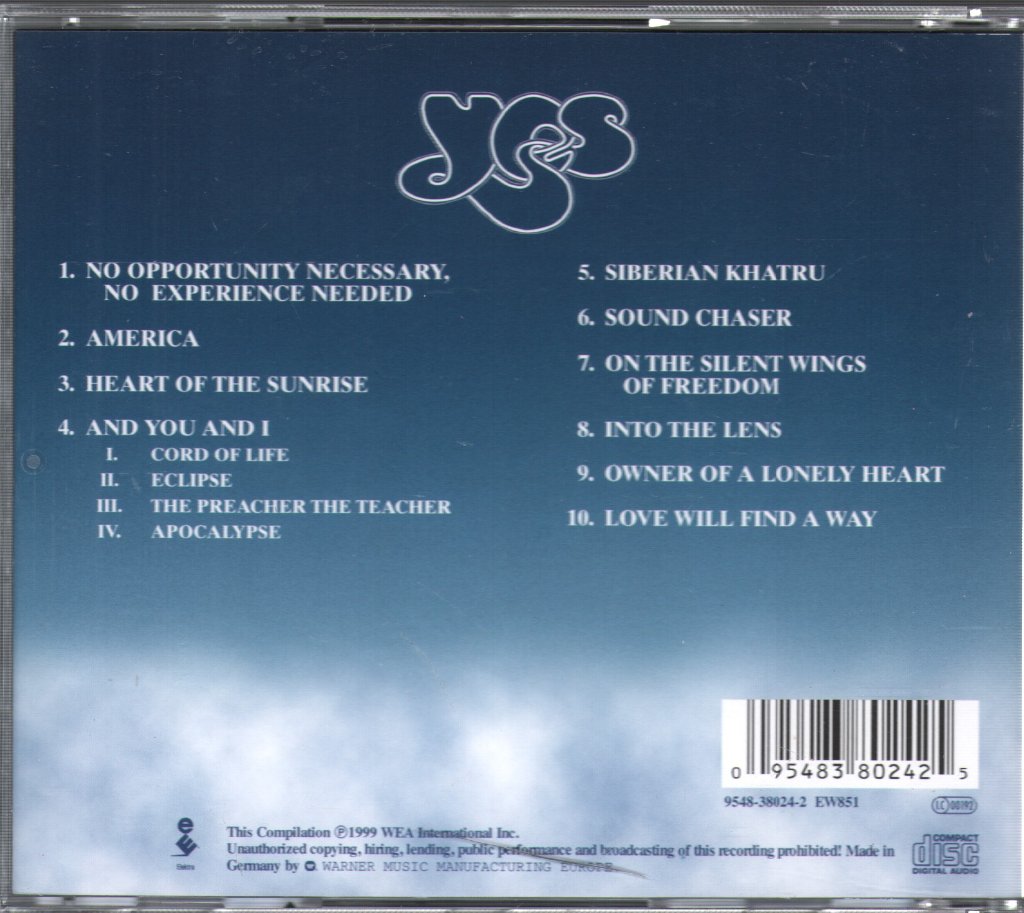 YES
1. NO OPPORTUNITY NECESSARY,
NO EXPERIENCE NEEDED
2. AMERICA
3. HEART OF THE SUNRISE
4. AND YOU AND I
I. CORD OF LIFE
II. ECLIPSE
III. THE PREACHER THE TEACHER
IV. APOCALYPSE
5. SIBERIAN KHATRU
6. SOUND CHASER
7. ON THE SILENT WINGS
OF FREEDOM
8. INTO THE LENS
9. OWNER OF A LONELY HEART
10. LOVE WILL FIND A WAY
0 95483 80242 5
9548-38024-2 EW851
LC 00192
Elektra
This Compilation ℗1999 WEA International Inc.
Unauthorized copying, hiring, lending, public performance and broadcasting of this recording prohibited! Made in
Germany by WARNER MUSIC MANUFACTURING EUROPE.
COMPACT
disc
DIGITAL AUDIO